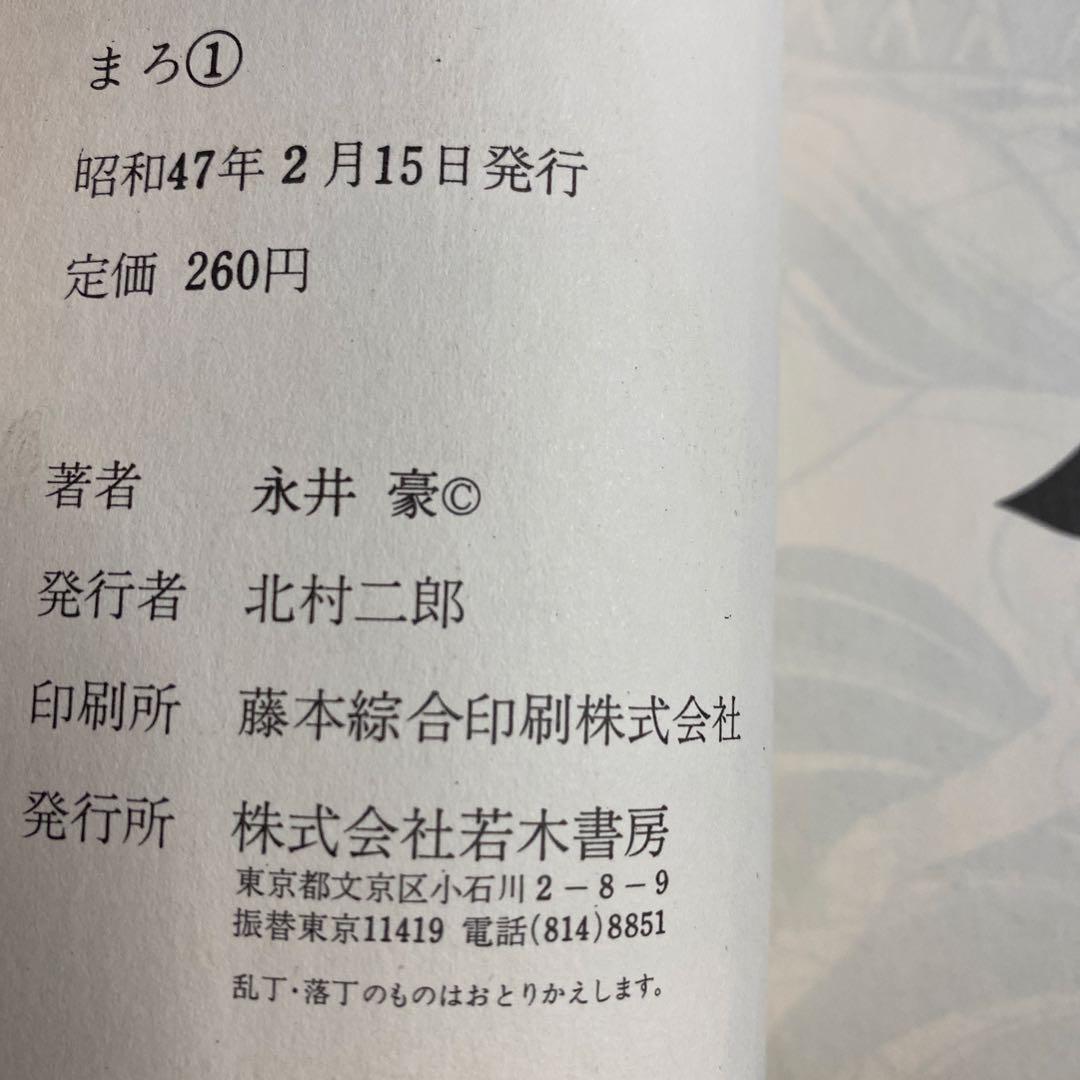 まろ①
昭和47年2月15日発行
定価 260円
著者 永井 豪©
発行者 北村二郎
印刷所 藤本綜合印刷株式会社
発行所 株式会社若木書房
東京都文京区小石川2-8-9
振替東京11419 電話(814)8851
乱丁・落丁のものはおとりかえします。